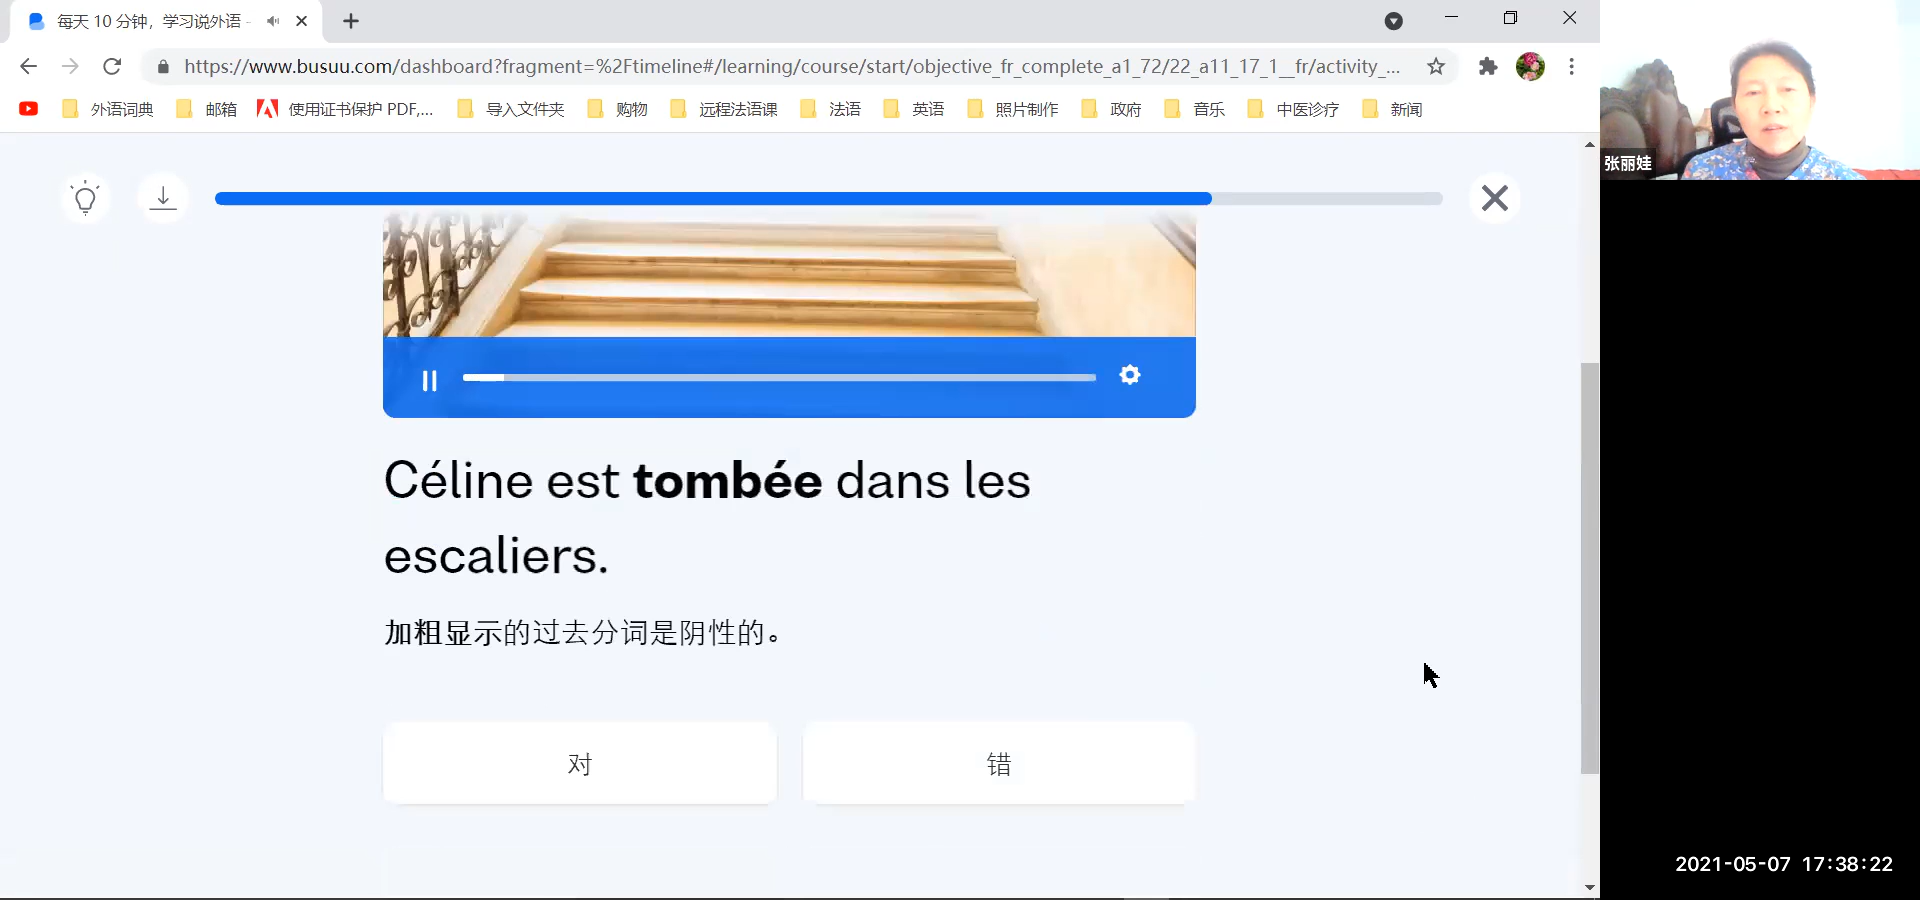 每天 10 分钟，学习说外语 -
https://www.busuu.com/dashboard?fragment=%2Ftimeline#/learning/course/start/objective_fr_complete_a1_72/22_a11_17_1__fr/activity_...
外语词典 邮箱 使用证书保护 PDF,... 导入文件夹 购物 远程法语课 法语 英语 照片制作 政府 音乐 中医诊疗 新闻
张丽娃
Céline est tombée dans les
escaliers.
加粗显示的过去分词是阴性的。
对 错
2021-05-07 17:38:22